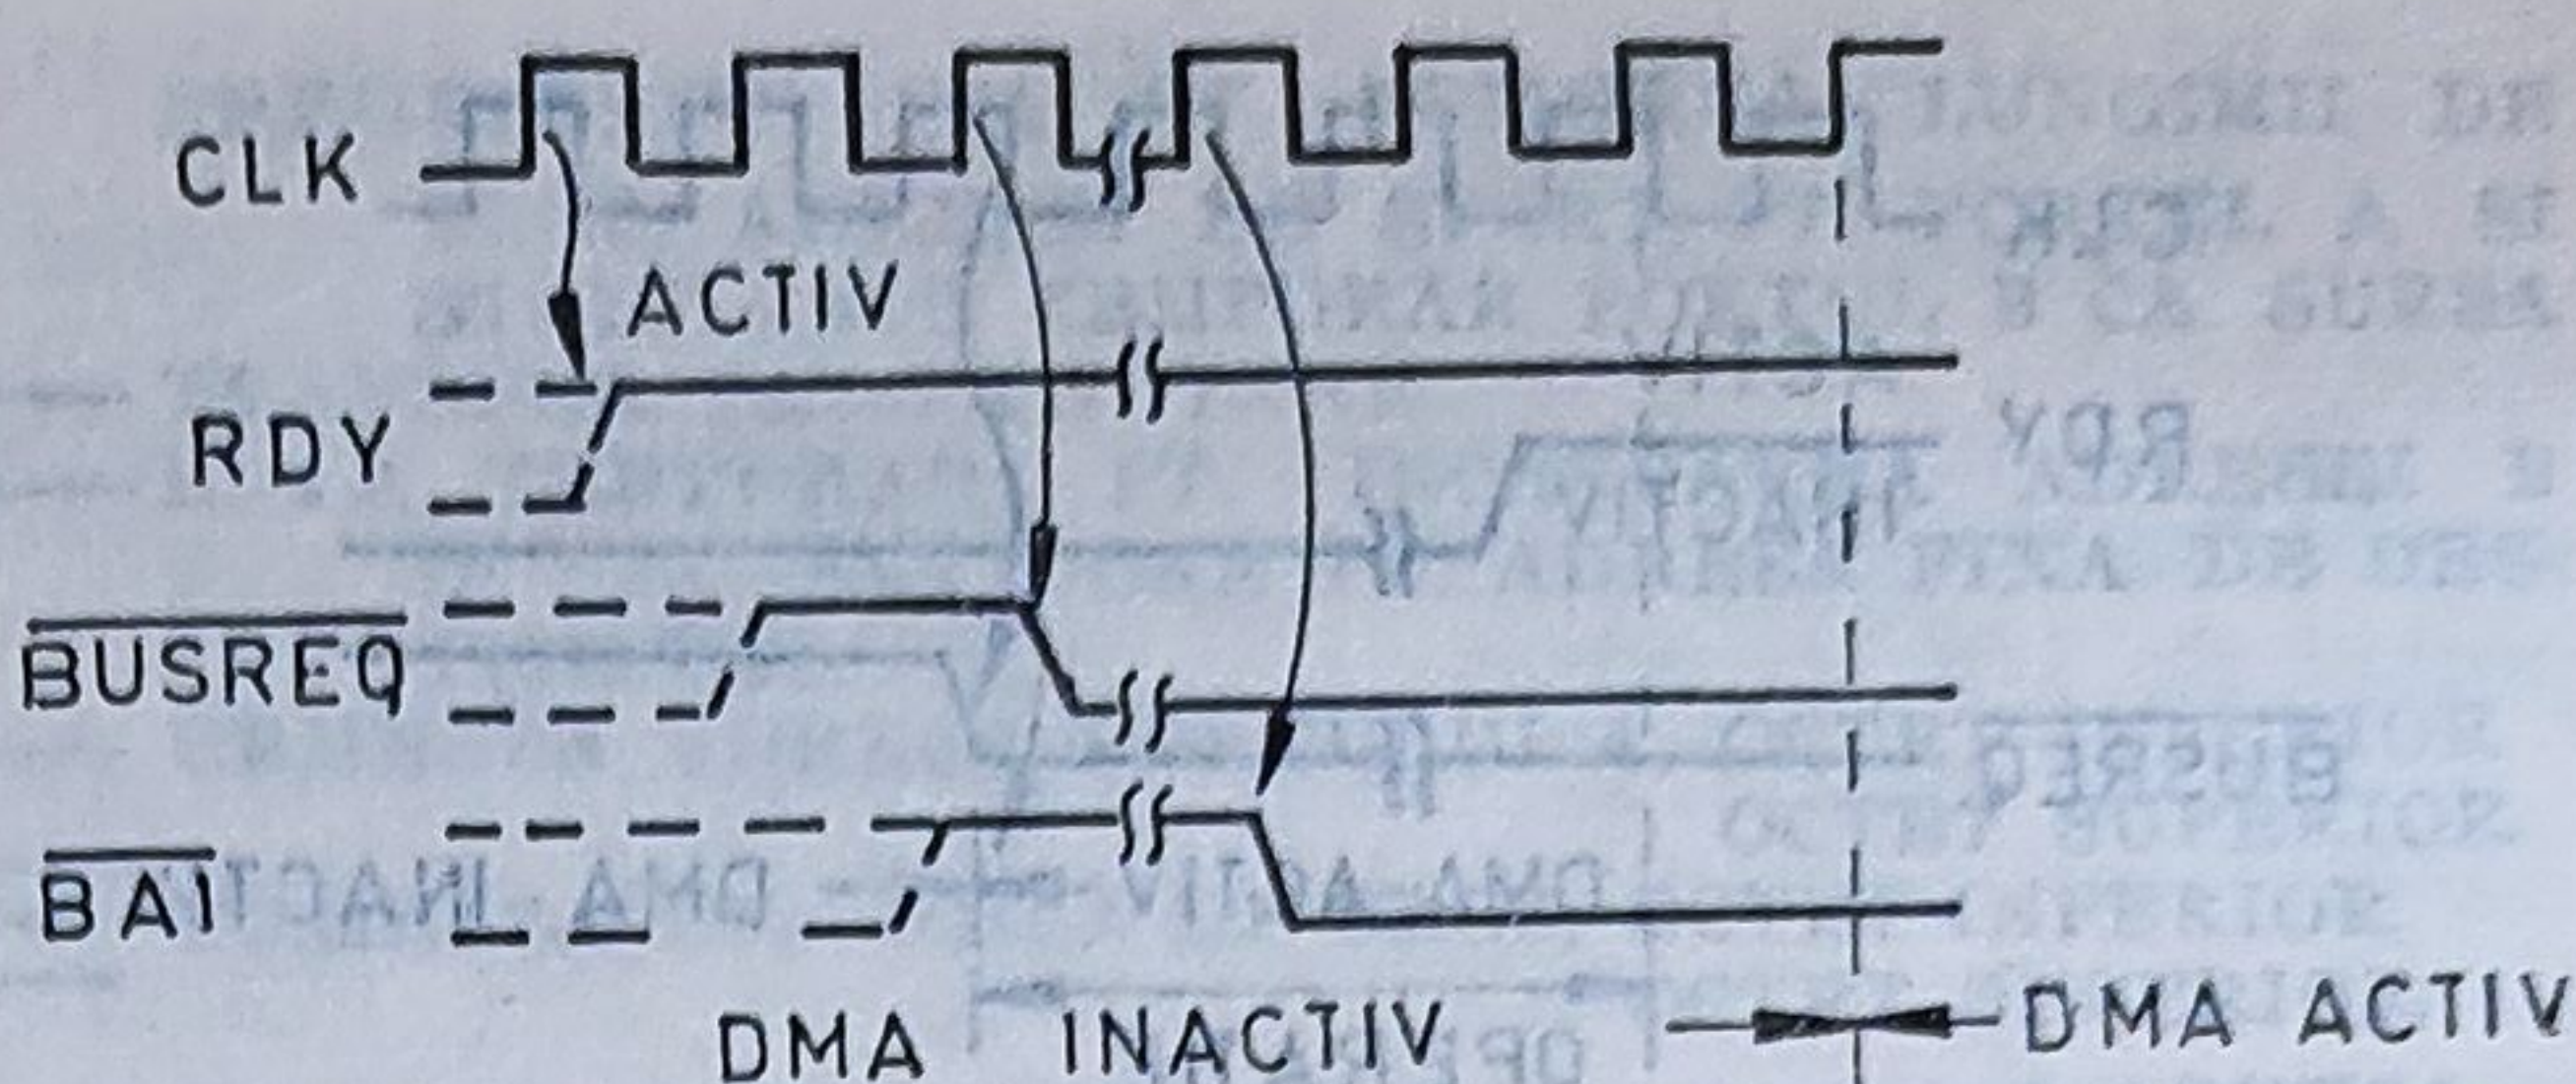 CLK
ACTIV
RDY
BUSREQ
BAI
DMA INACTIV
DMA ACTIV